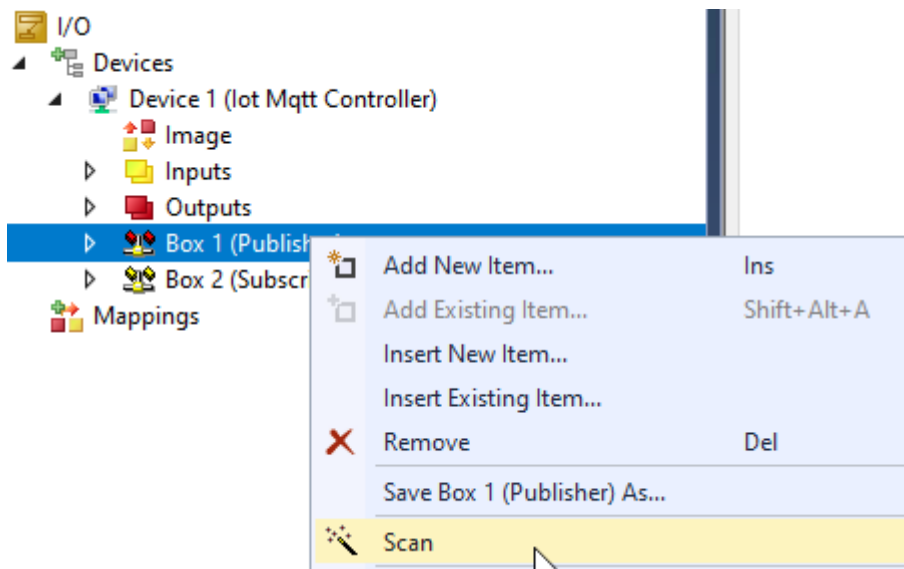 I/O
Devices
Device 1 (Iot Mqtt Controller)
Image
Inputs
Outputs
Box 1 (Publish
Box 2 (Subscr
Mappings
Add New Item... Ins
Add Existing Item... Shift+Alt+A
Insert New Item...
Insert Existing Item...
Remove Del
Save Box 1 (Publisher) As...
Scan